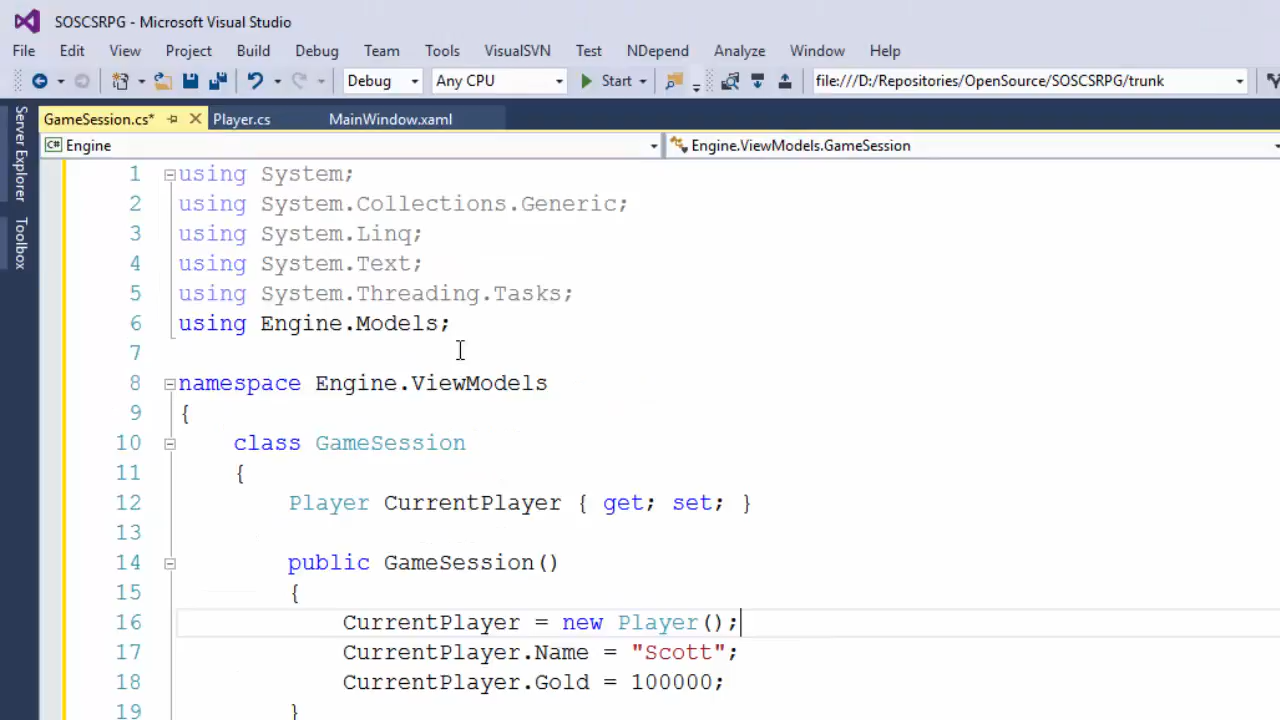 SOSCSRPG - Microsoft Visual Studio
File Edit View Project Build Debug Team Tools VisualSVN Test NDepend Analyze Window Help
Debug Any CPU Start file:///D:/Repositories/OpenSource/SOSCSRPG/trunk
Server Explorer
Toolbox
GameSession.cs* Player.cs MainWindow.xaml
C# Engine Engine.ViewModels.GameSession
1 using System;
2 using System.Collections.Generic;
3 using System.Linq;
4 using System.Text;
5 using System.Threading.Tasks;
6 using Engine.Models;
7
8 namespace Engine.ViewModels
9 {
10 class GameSession
11 {
12 Player CurrentPlayer { get; set; }
13
14 public GameSession()
15 {
16 CurrentPlayer = new Player();
17 CurrentPlayer.Name = "Scott";
18 CurrentPlayer.Gold = 100000;
19 }